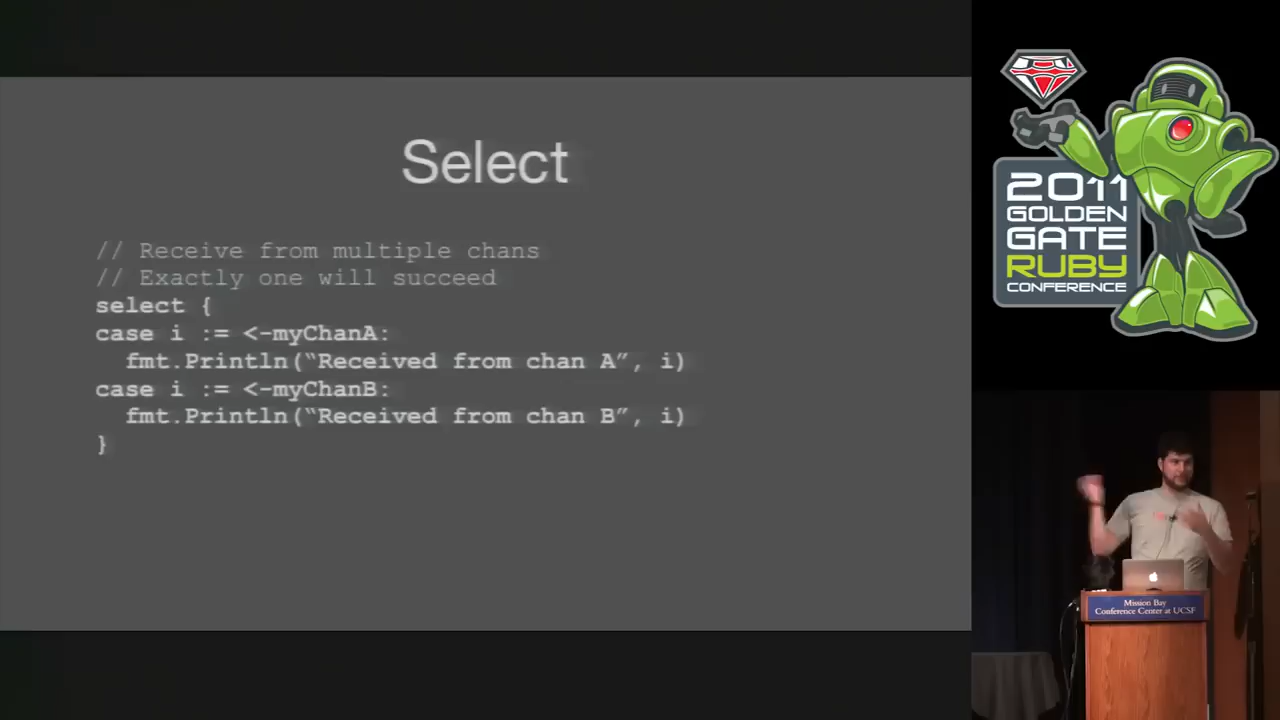 Select
// Receive from multiple chans
// Exactly one will succeed
select {
case i := <-myChanA:
  fmt.Println(“Received from chan A”, i)
case i := <-myChanB:
  fmt.Println(“Received from chan B”, i)
}
2011
GOLDEN
GATE
RUBY
CONFERENCE
Mission Bay
Conference Center at UCSF